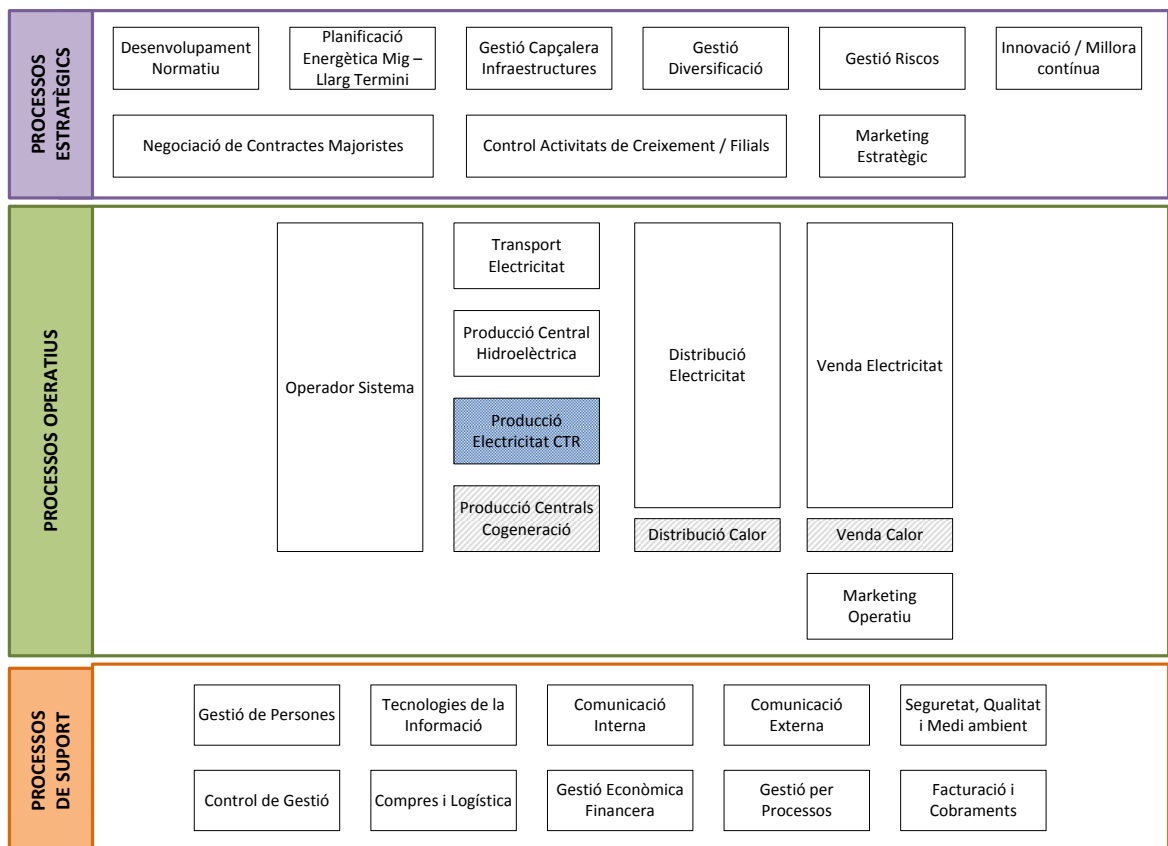 PROCESSOS
ESTRATÈGICS
Desenvolupament
Normatiu
Planificació
Energètica Mig –
Llarg Termini
Gestió Capçalera
Infraestructures
Gestió
Diversificació
Gestió Riscos
Innovació / Millora
contínua
Negociació de Contractes Majoristes
Control Activitats de Creixement / Filials
Marketing
Estratègic
PROCESSOS OPERATIUS
Operador Sistema
Transport
Electricitat
Producció Central
Hidroelèctrica
Producció
Electricitat CTR
Producció Centrals
Cogeneració
Distribució
Electricitat
Distribució Calor
Venda Electricitat
Venda Calor
Marketing
Operatiu
PROCESSOS
DE SUPORT
Gestió de Persones
Tecnologies de la
Informació
Comunicació
Interna
Comunicació
Externa
Seguretat, Qualitat
i Medi ambient
Control de Gestió
Compres i Logística
Gestió Econòmica
Financera
Gestió per
Processos
Facturació i
Cobraments